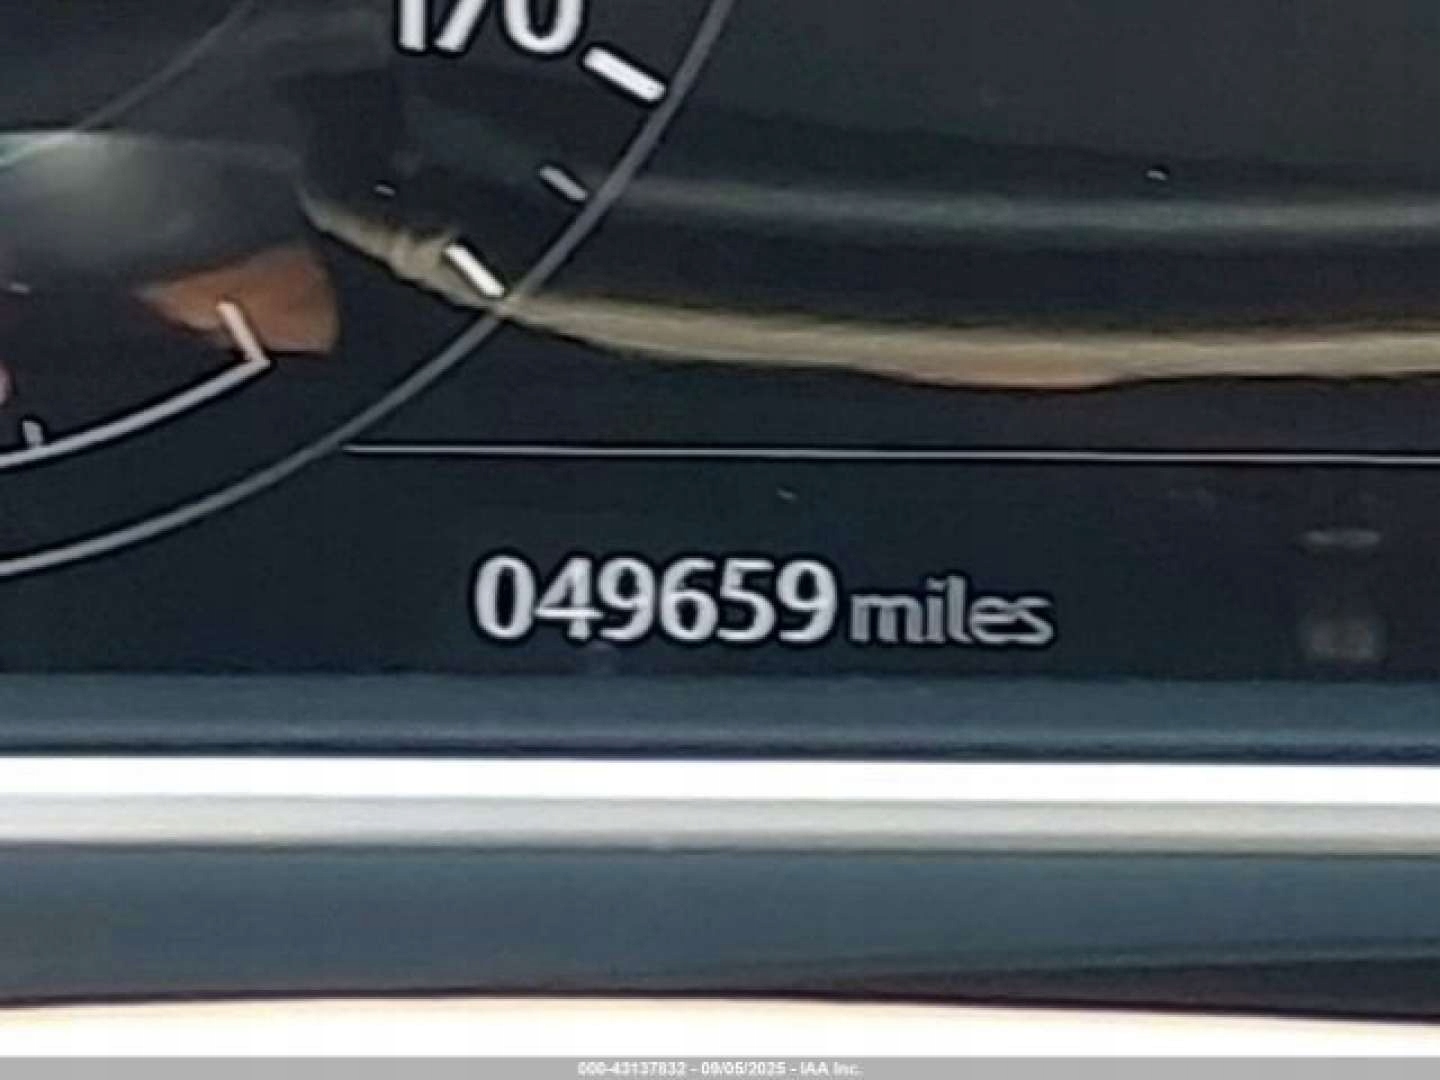 170
049659 miles
000-43137832 - 09/05/2025 - IAA Inc.